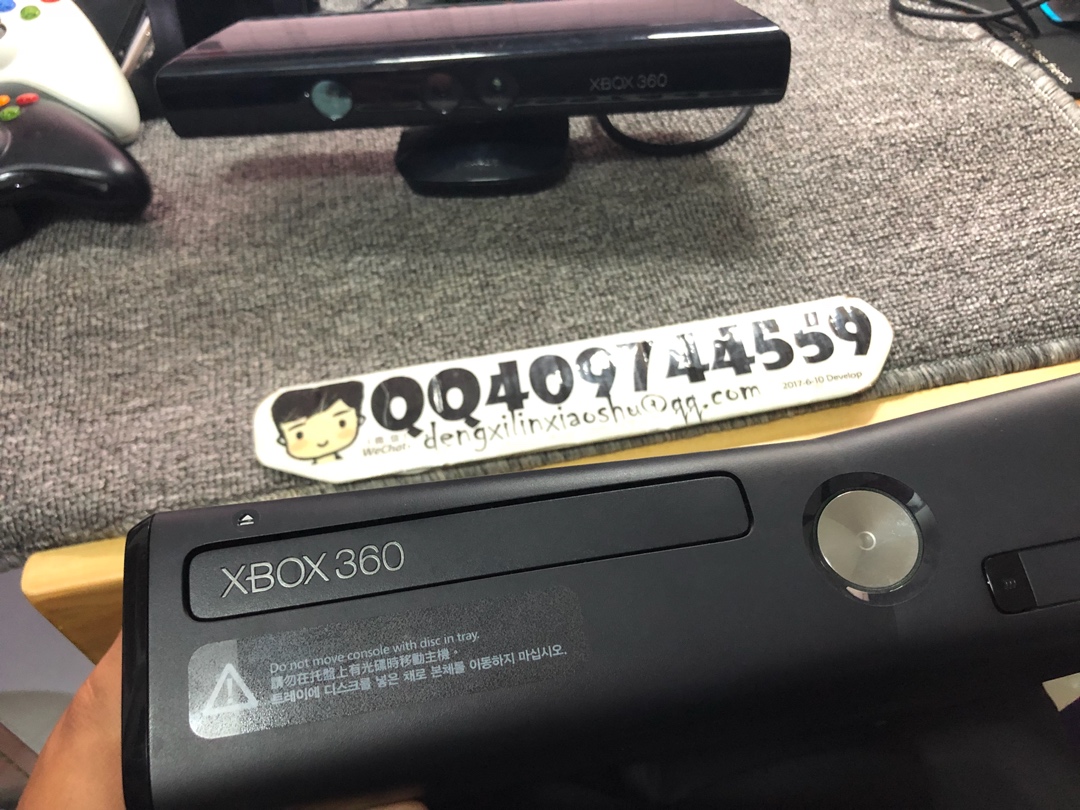 XBOX 360
QQ409744559
微信
WeChat
dengxilinxiaoshu@qq.com
2017-6-10 Develop
XBOX 360
Do not move console with disc in tray.
請勿在托盤上有光碟時移動主機。
트레이에 디스크를 넣은 채로 본체를 이동하지 마십시오.